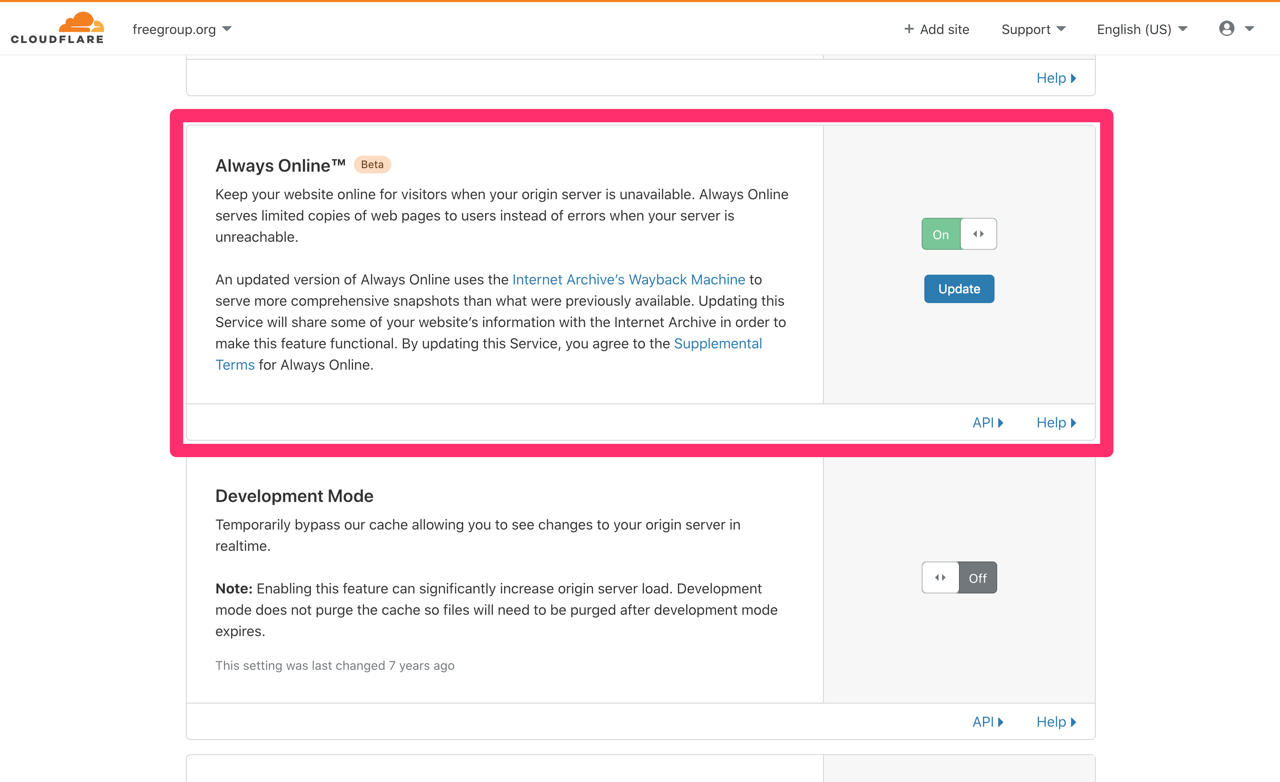 CLOUDFLARE
freegroup.org
+ Add site
Support
English (US)
Help
Always Online™ Beta
Keep your website online for visitors when your origin server is unavailable. Always Online
serves limited copies of web pages to users instead of errors when your server is
unreachable.
On
Update
An updated version of Always Online uses the Internet Archive’s Wayback Machine to
serve more comprehensive snapshots than what were previously available. Updating this
Service will share some of your website’s information with the Internet Archive in order to
make this feature functional. By updating this Service, you agree to the Supplemental
Terms for Always Online.
API
Help
Development Mode
Temporarily bypass our cache allowing you to see changes to your origin server in
realtime.
Note: Enabling this feature can significantly increase origin server load. Development
mode does not purge the cache so files will need to be purged after development mode
expires.
This setting was last changed 7 years ago
Off
API
Help